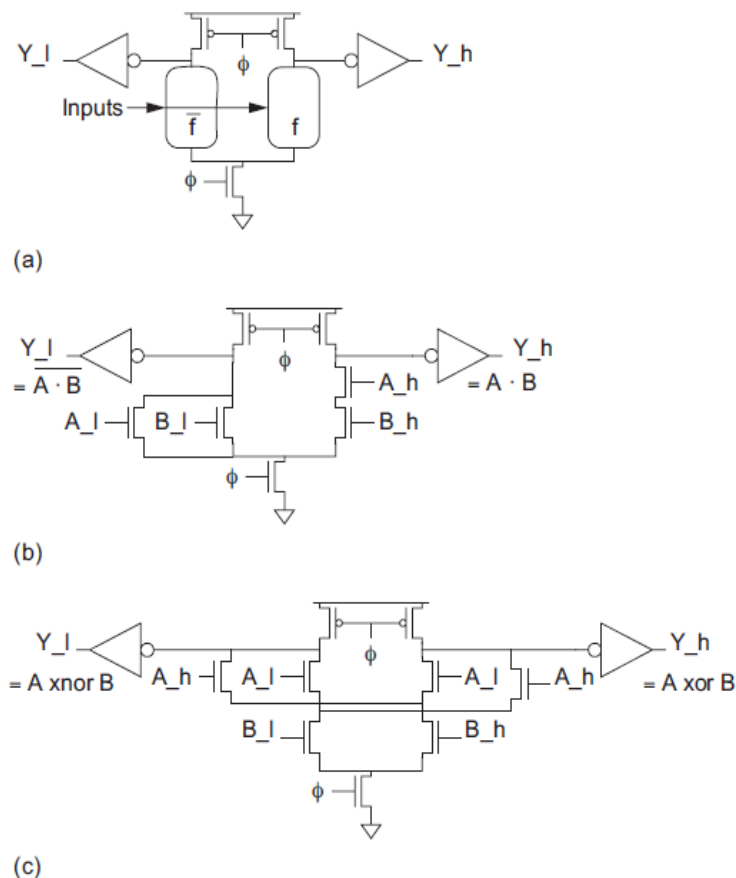 Y_l
Y_h
ϕ
Inputs
f̅
f
ϕ
(a)
Y_l
= \overline{A · B}
Y_h
= A · B
ϕ
A_h
A_l
B_l
B_h
ϕ
(b)
Y_l
= A xnor B
Y_h
= A xor B
ϕ
A_h
A_l
A_l
A_h
B_l
B_h
ϕ
(c)